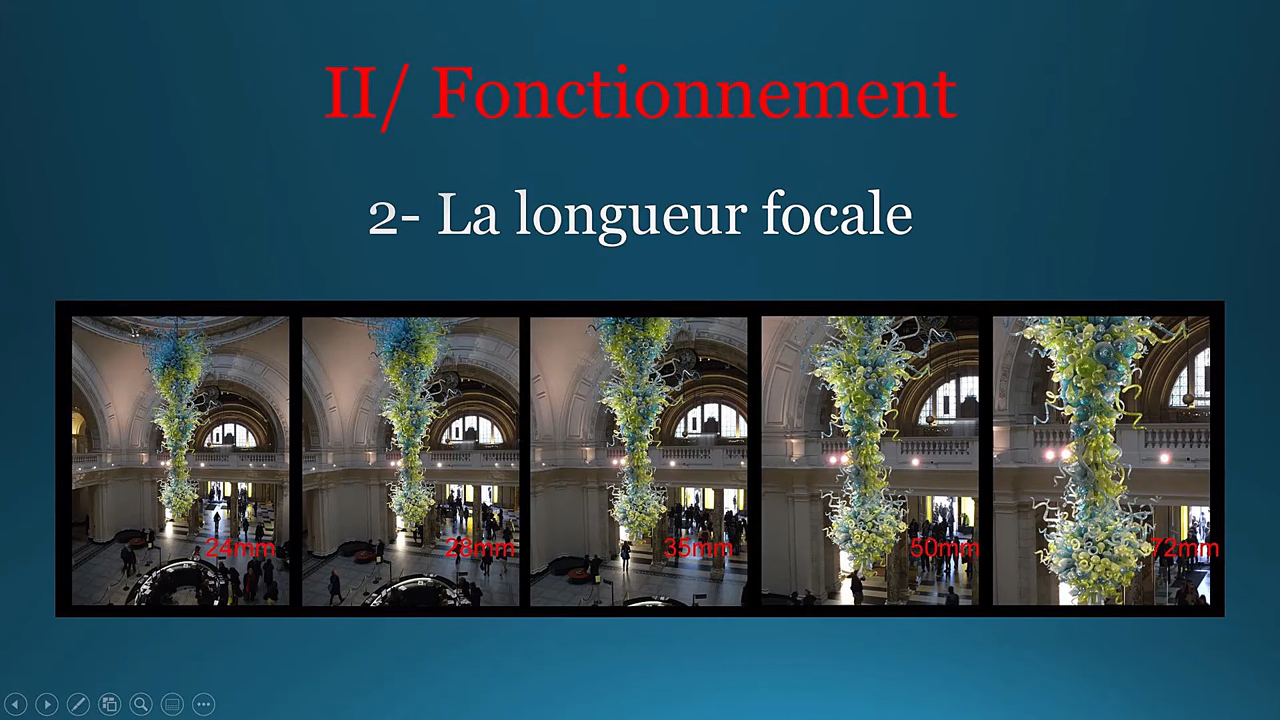 II/ Fonctionnement
2- La longueur focale
24mm
28mm
35mm
50mm
72mm